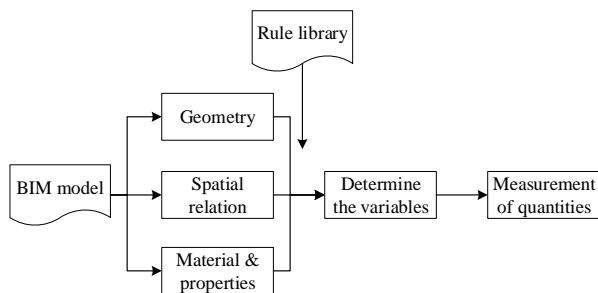 Rule library
Geometry
BIM model
Spatial
relation
Determine
the variables
Measurement
of quantities
Material &
properties